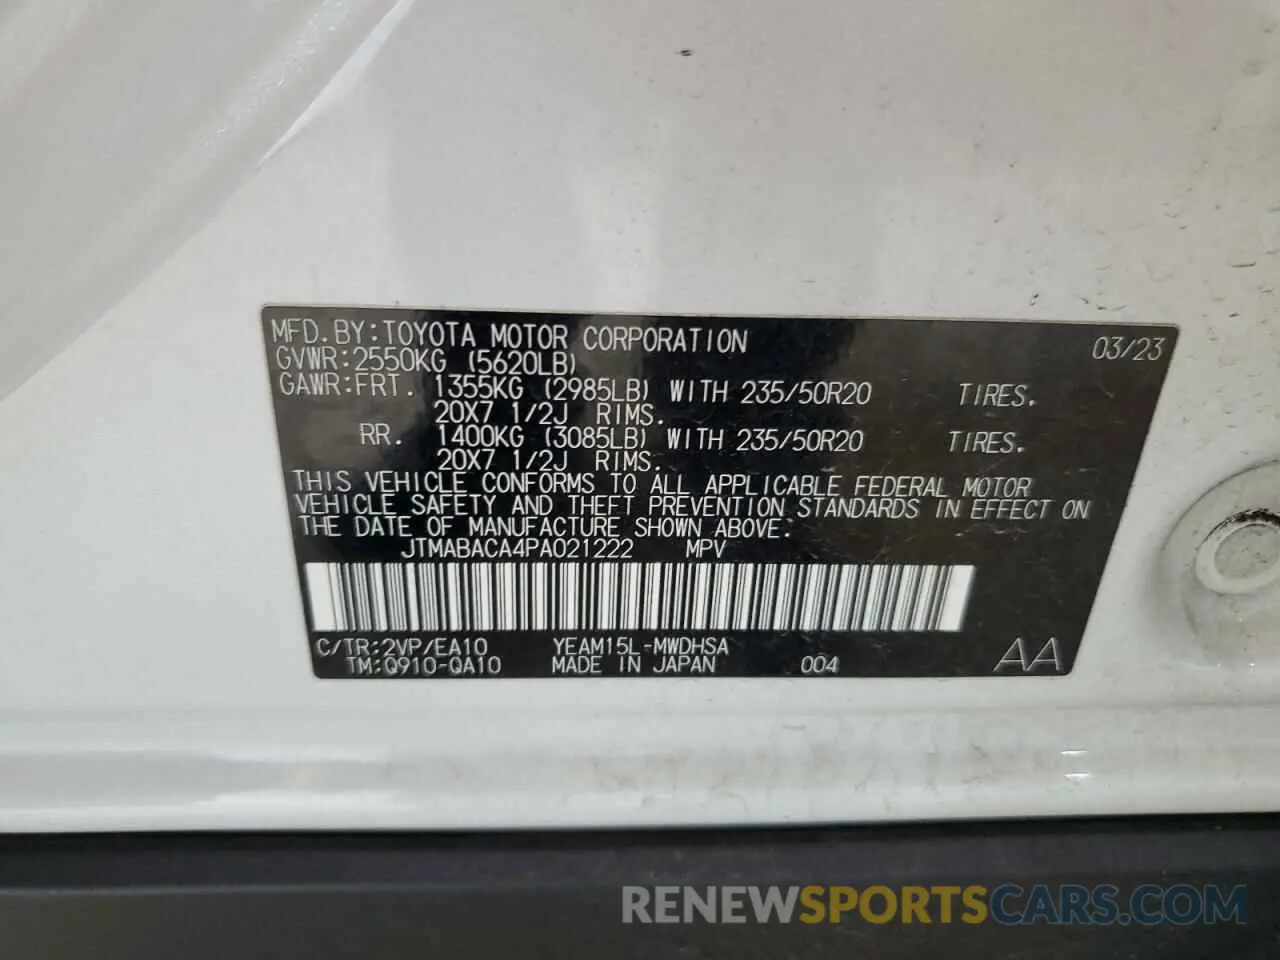 MFD. BY: TOYOTA MOTOR CORPORATION 03/23
GVWR: 2550KG (5620LB)
GAWR: FRT. 1355KG (2985LB) WITH 235/50R20 TIRES.
20X7 1/2J RIMS.
RR. 1400KG (3085LB) WITH 235/50R20 TIRES.
20X7 1/2J RIMS.
THIS VEHICLE CONFORMS TO ALL APPLICABLE FEDERAL MOTOR
VEHICLE SAFETY AND THEFT PREVENTION STANDARDS IN EFFECT ON
THE DATE OF MANUFACTURE SHOWN ABOVE:
JTMABACA4PA021222 MPV
C/TR: 2VP/EA10 YEAM15L-MWDHSA
TM: Q910-QA10 MADE IN JAPAN 004 AA
RENEWSPORTSCARS.COM